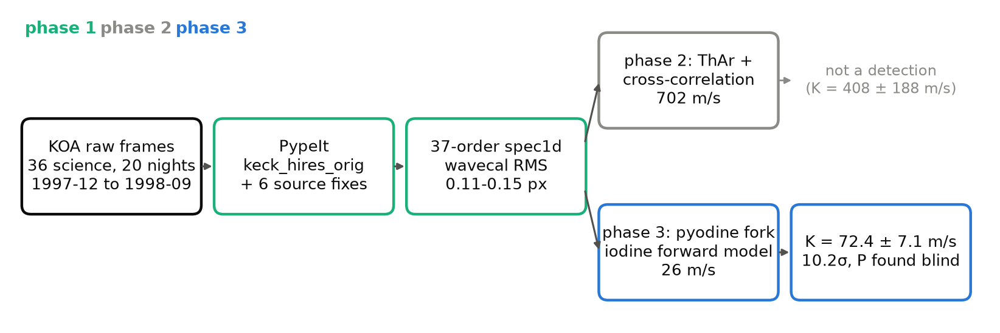 phase 1 phase 2 phase 3
KOA raw frames
36 science, 20 nights
1997-12 to 1998-09
PypeIt
keck_hires_orig
+ 6 source fixes
37-order spec1d
wavecal RMS
0.11-0.15 px
phase 2: ThAr +
cross-correlation
702 m/s
not a detection
(K = 408 ± 188 m/s)
phase 3: pyodine fork
iodine forward model
26 m/s
K = 72.4 ± 7.1 m/s
10.2σ, P found blind